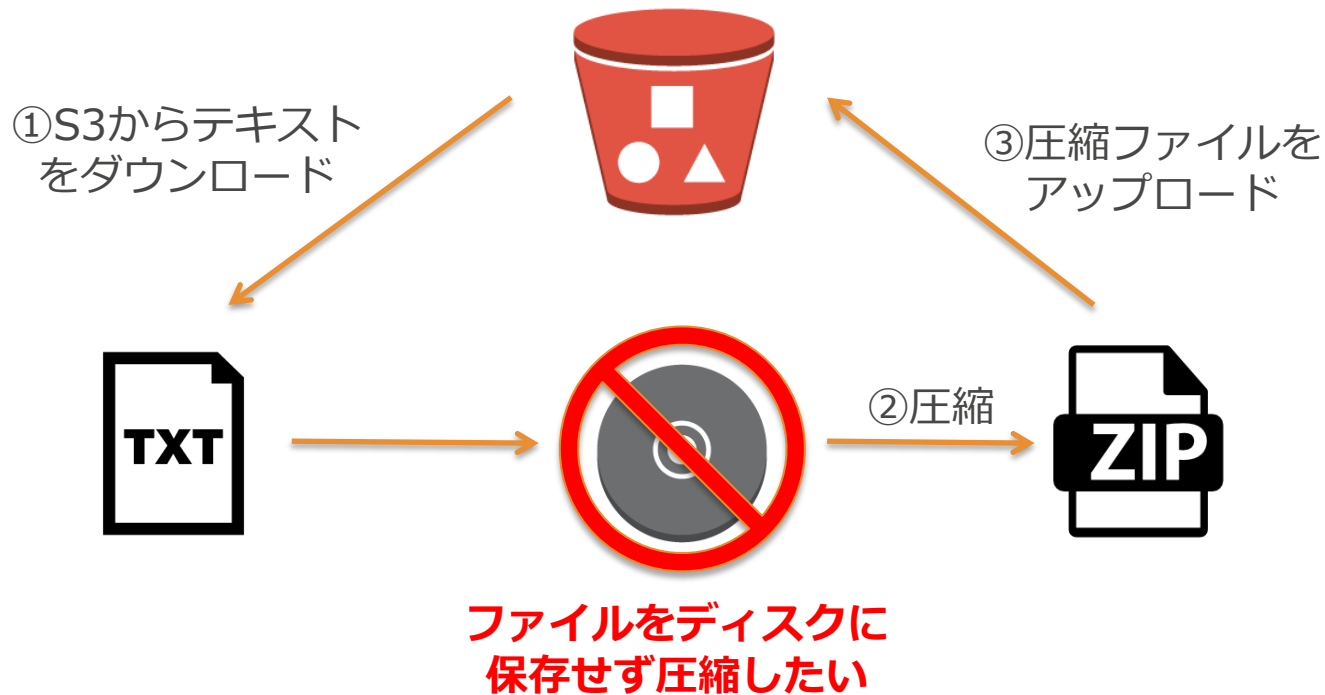 ①S3からテキスト
をダウンロード
③圧縮ファイルを
アップロード
TXT
②圧縮
ZIP
ファイルをディスクに
保存せず圧縮したい